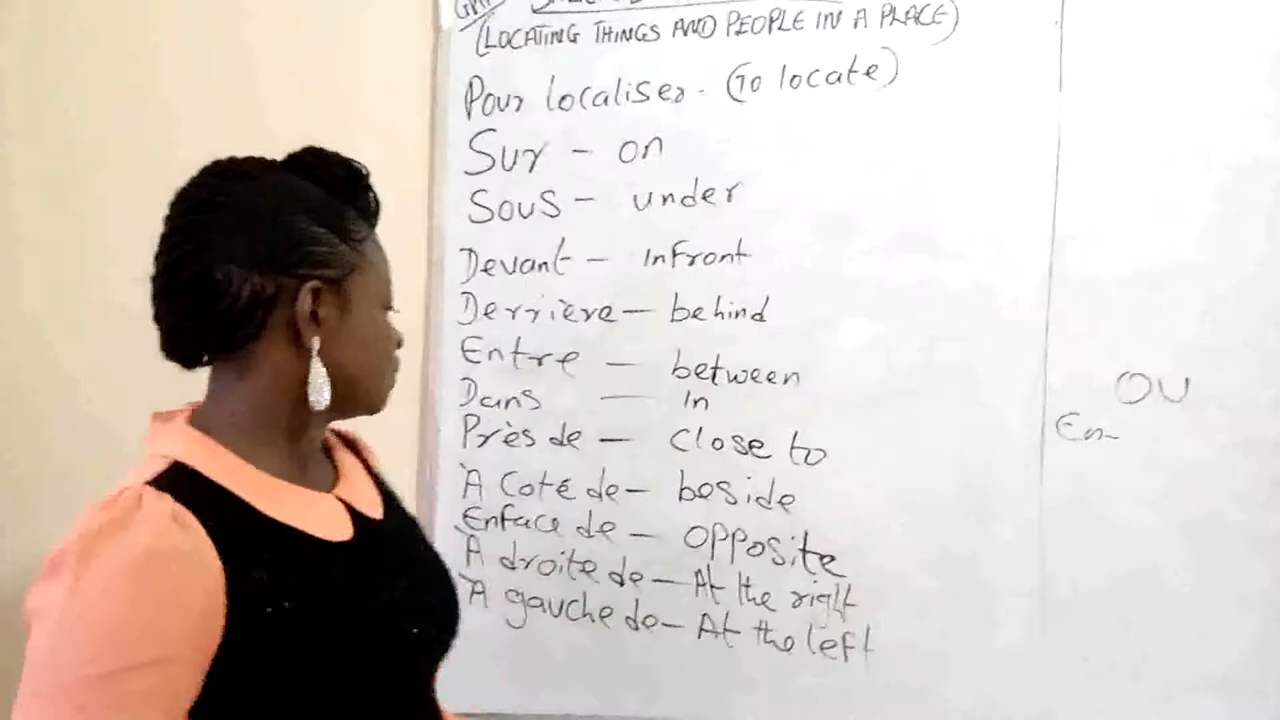 (LOCATING THINGS AND PEOPLE IN A PLACE)
Pour localiser. (To locate)
Sur - on
Sous - under
Devant - infront
Derrière - behind
Entre - between
Dans - in
Près de - close to
À Coté de - beside
Enface de - opposite
À droite de - At the right
À gauche de - At the left
OU